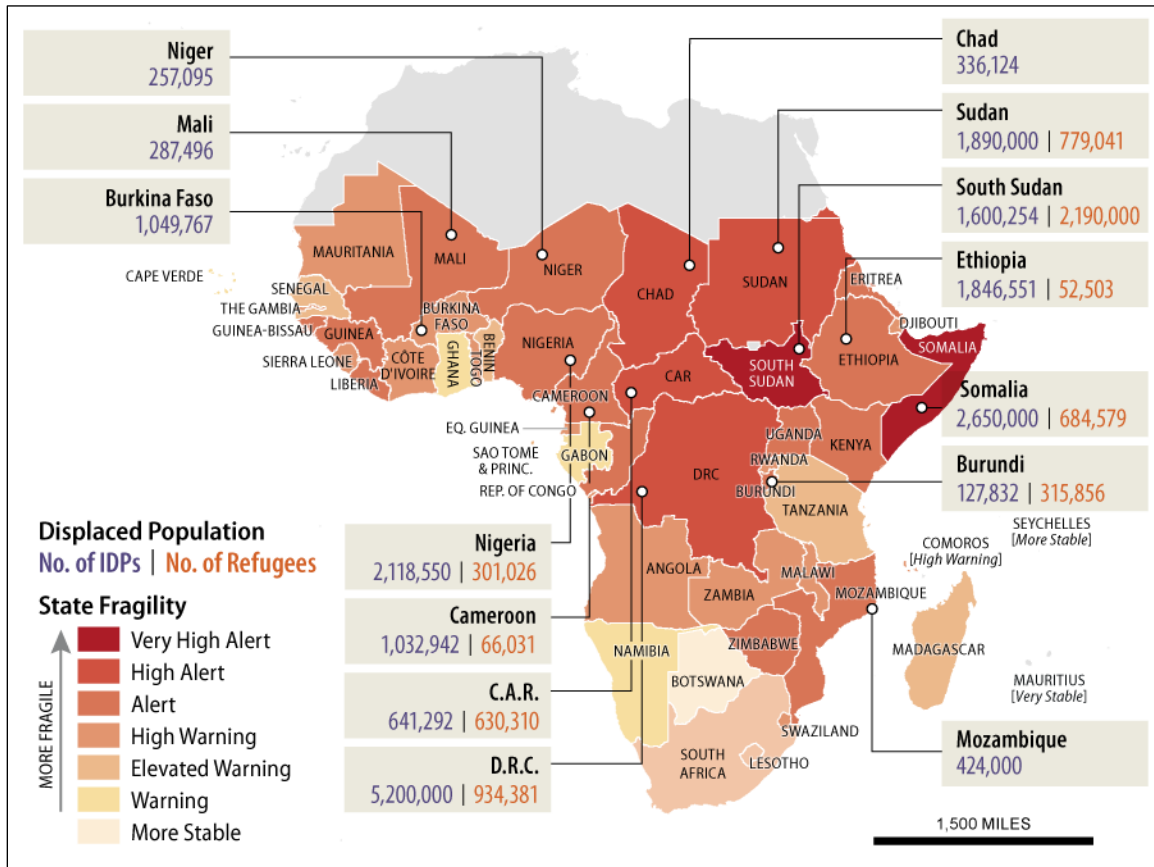 Niger
257,095
Mali
287,496
Burkina Faso
1,049,767
Chad
336,124
Sudan
1,890,000 | 779,041
South Sudan
1,600,254 | 2,190,000
Ethiopia
1,846,551 | 52,503
Somalia
2,650,000 | 684,579
Burundi
127,832 | 315,856
Mozambique
424,000
Nigeria
2,118,550 | 301,026
Cameroon
1,032,942 | 66,031
C.A.R.
641,292 | 630,310
D.R.C.
5,200,000 | 934,381
MAURITANIA
MALI
NIGER
CHAD
SUDAN
ERITREA
CAPE VERDE
SENEGAL
THE GAMBIA
GUINEA-BISSAU
GUINEA
SIERRA LEONE
LIBERIA
CÔTE
D'IVOIRE
BURKINA
FASO
GHANA
TOGO
BENIN
NIGERIA
CAMEROON
CAR
SOUTH
SUDAN
ETHIOPIA
DJIBOUTI
SOMALIA
EQ. GUINEA
SAO TOME
& PRINC.
GABON
REP. OF CONGO
DRC
UGANDA
KENYA
RWANDA
BURUNDI
TANZANIA
SEYCHELLES
[More Stable]
COMOROS
[High Warning]
ANGOLA
ZAMBIA
MALAWI
MOZAMBIQUE
ZIMBABWE
NAMIBIA
BOTSWANA
MADAGASCAR
MAURITIUS
[Very Stable]
SWAZILAND
SOUTH
AFRICA
LESOTHO
Displaced Population
No. of IDPs | No. of Refugees
State Fragility
MORE FRAGILE
Very High Alert
High Alert
Alert
High Warning
Elevated Warning
Warning
More Stable
1,500 MILES